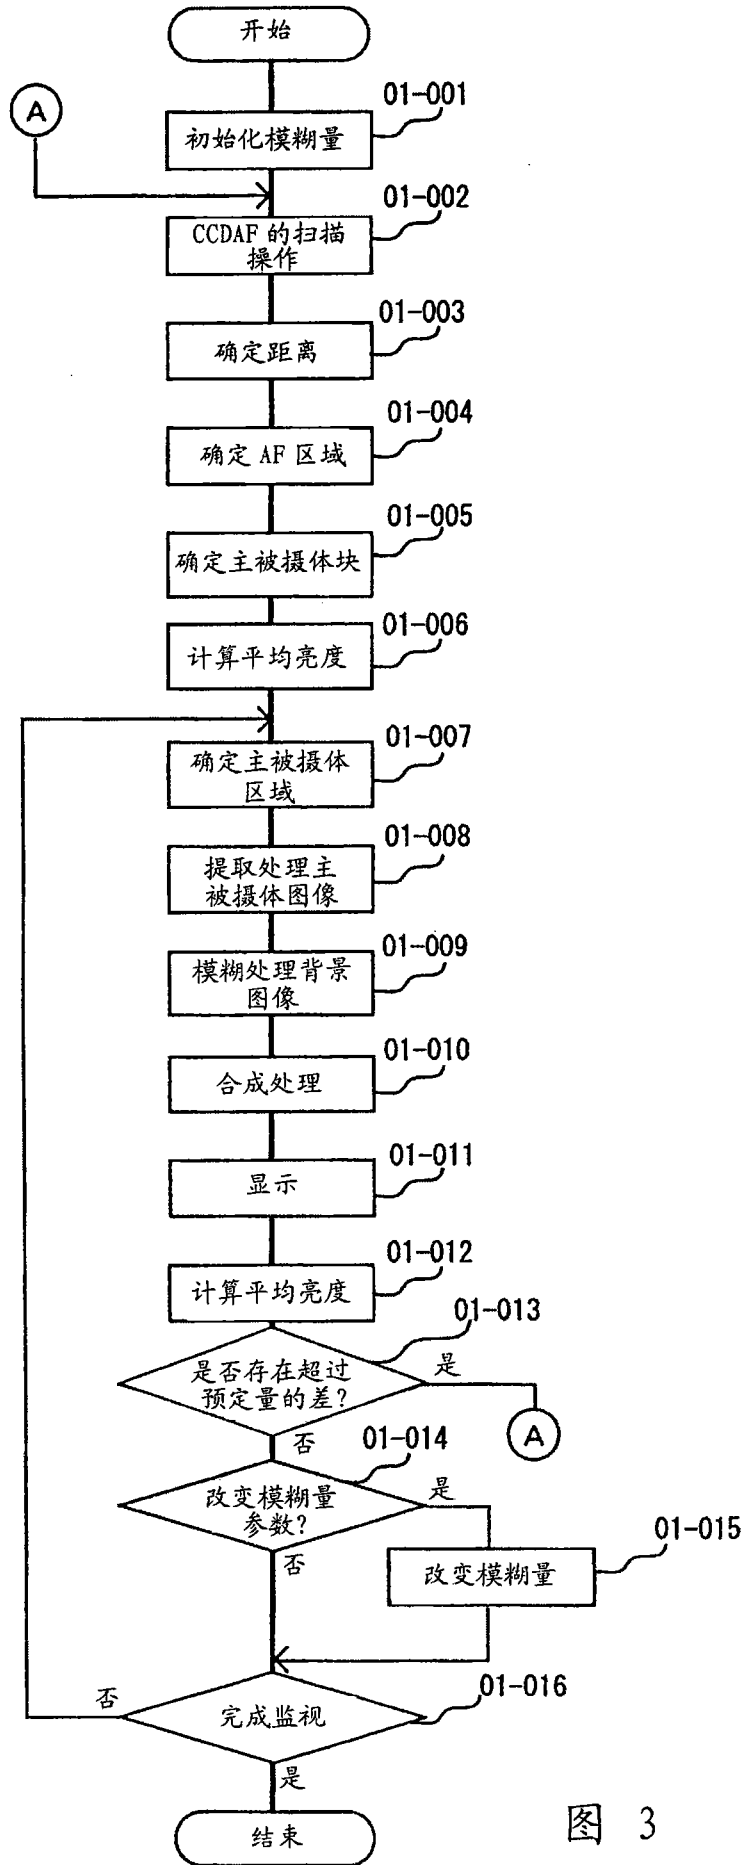 开始
A
01-001
初始化模糊量
01-002
CCDAF 的扫描
操作
01-003
确定距离
01-004
确定 AF 区域
01-005
确定主被摄体块
01-006
计算平均亮度
01-007
确定主被摄体
区域
01-008
提取处理主
被摄体图像
01-009
模糊处理背景
图像
01-010
合成处理
01-011
显示
01-012
计算平均亮度
01-013
是否存在超过
预定量的差?
是
A
否
01-014
改变模糊量
参数?
是
否
01-015
改变模糊量
01-016
完成监视
否
是
结束
图 3